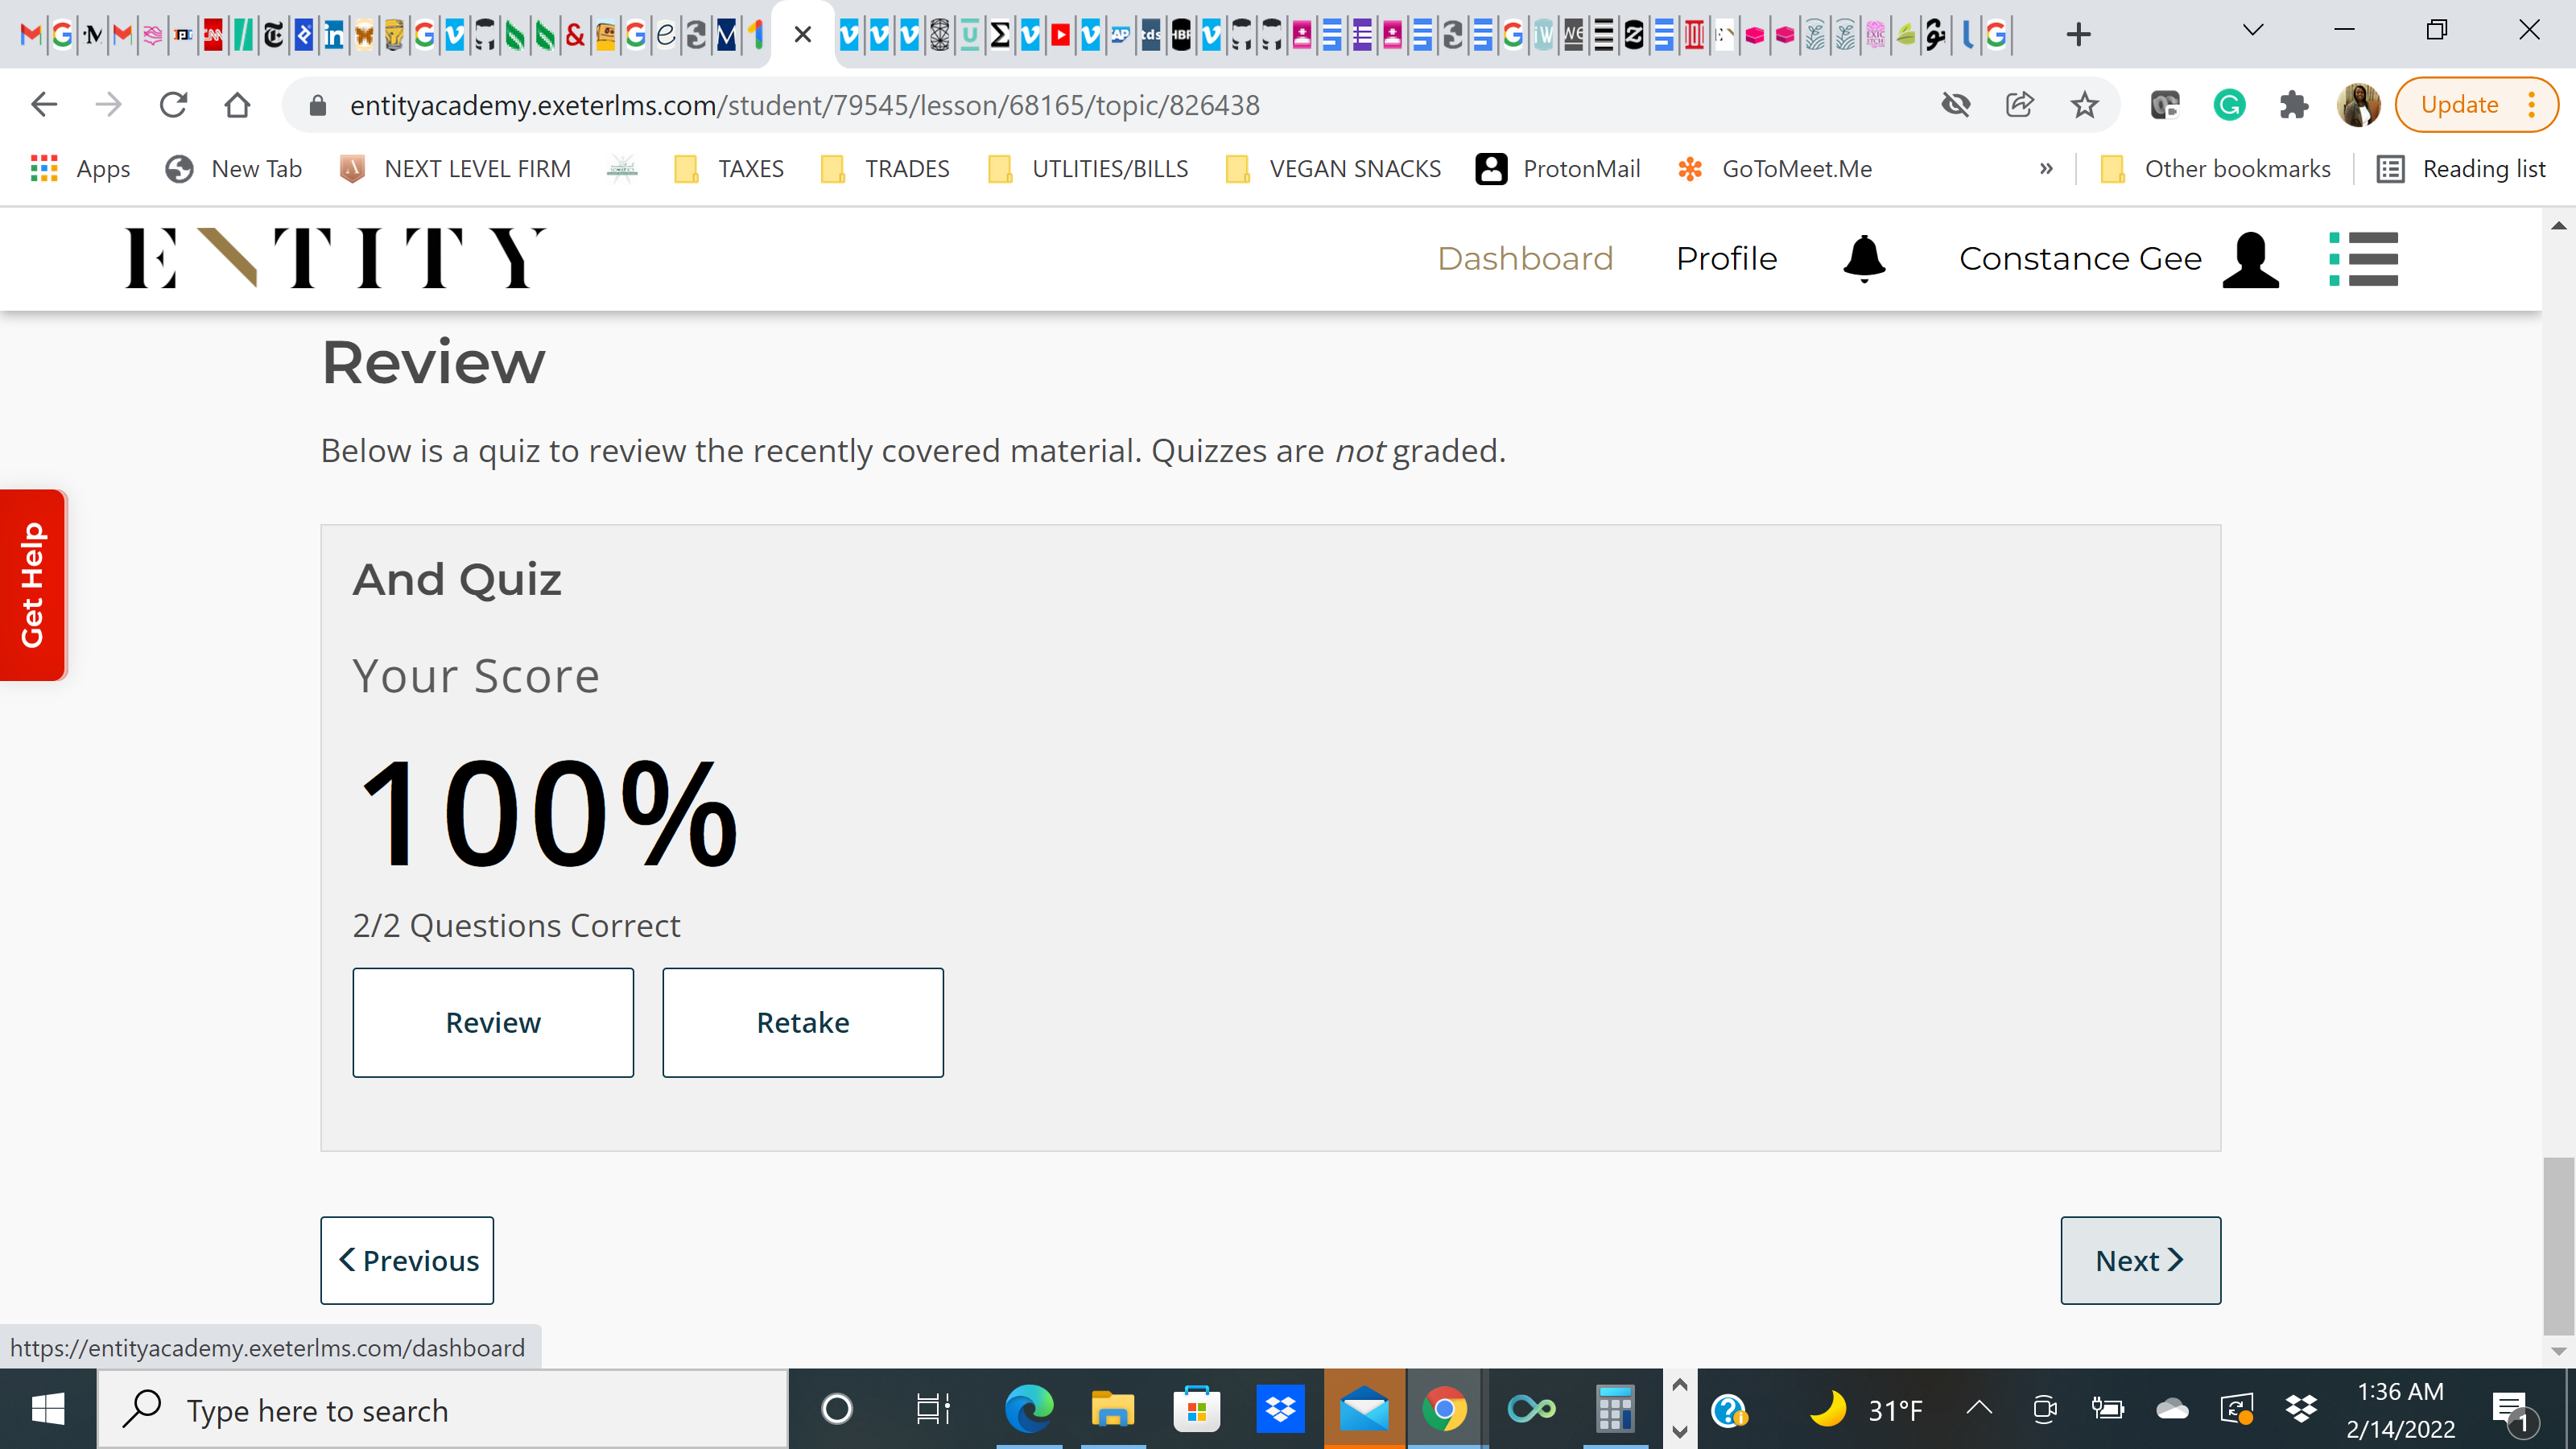 entityacademy.exeterlms.com/student/79545/lesson/68165/topic/826438
Update
Apps
New Tab
NEXT LEVEL FIRM
TAXES
TRADES
UTLITIES/BILLS
VEGAN SNACKS
ProtonMail
GoToMeet.Me
»
Other bookmarks
Reading list
ENTITY
Dashboard
Profile
Constance Gee
Review
Below is a quiz to review the recently covered material. Quizzes are not graded.
Get Help
And Quiz
Your Score
100%
2/2 Questions Correct
Review
Retake
Previous
Next
https://entityacademy.exeterlms.com/dashboard
Type here to search
31°F
1:36 AM
2/14/2022
1